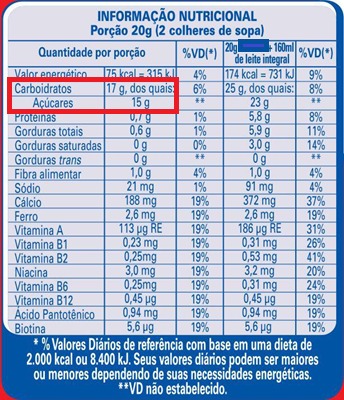 INFORMAÇÃO NUTRICIONAL
Porção 20g (2 colheres de sopa)
Quantidade por porção %VD(*) 20g + 160ml de leite integral %VD(*)
Valor energético 75 kcal = 315 kJ 4% 174 kcal = 731 kJ 9%
Carboidratos 17 g, dos quais: 6% 25 g, dos quais: 8%
Açúcares 15 g ** 23 g **
Proteínas 0,7 g 1% 5,8 g 8%
Gorduras totais 0,6 g 1% 5,9 g 11%
Gorduras saturadas 0 g 0% 3,0 g 14%
Gorduras trans 0 g ** 0 g **
Fibra alimentar 1,0 g 4% 1,0 g 4%
Sódio 21 mg 1% 91 mg 4%
Cálcio 188 mg 19% 372 mg 37%
Ferro 2,6 mg 19% 2,6 mg 19%
Vitamina A 113 µg RE 19% 186 µg RE 31%
Vitamina B1 0,23 mg 19% 0,31 mg 26%
Vitamina B2 0,25mg 19% 0,53 mg 41%
Niacina 3,0 mg 19% 3,2 mg 20%
Vitamina B6 0,25mg 19% 0,31 mg 24%
Vitamina B12 0,45 µg 19% 0,45 µg 19%
Ácido Pantotênico 0,94 mg 19% 0,94 mg 19%
Biotina 5,6 µg 19% 5,6 µg 19%
* % Valores Diários de referência com base em uma dieta de
2.000 kcal ou 8.400 kJ. Seus valores diários podem ser maiores
ou menores dependendo de suas necessidades energéticas.
**VD não estabelecido.